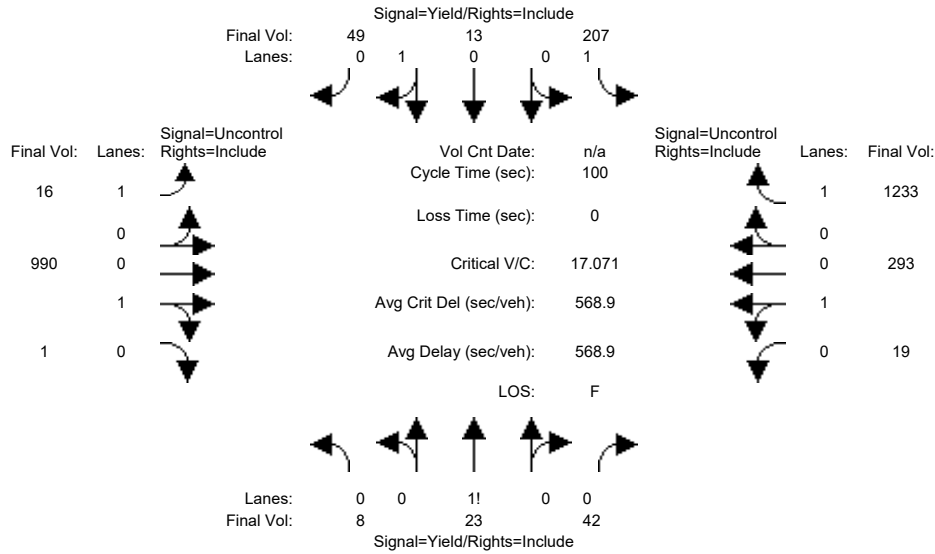 Signal=Yield/Rights=Include
Final Vol: 49 13 207
Lanes: 0 1 0 0 1
Signal=Uncontrol Signal=Uncontrol
Final Vol: Lanes: Rights=Include Vol Cnt Date: n/a Rights=Include Lanes: Final Vol:
Cycle Time (sec): 100
16 1 1 1233
Loss Time (sec): 0
0 0
990 0 Critical V/C: 17.071 0 293
1 Avg Crit Del (sec/veh): 568.9 1
1 0 Avg Delay (sec/veh): 568.9 0 19
LOS: F
Lanes: 0 0 1! 0 0
Final Vol: 8 23 42
Signal=Yield/Rights=Include